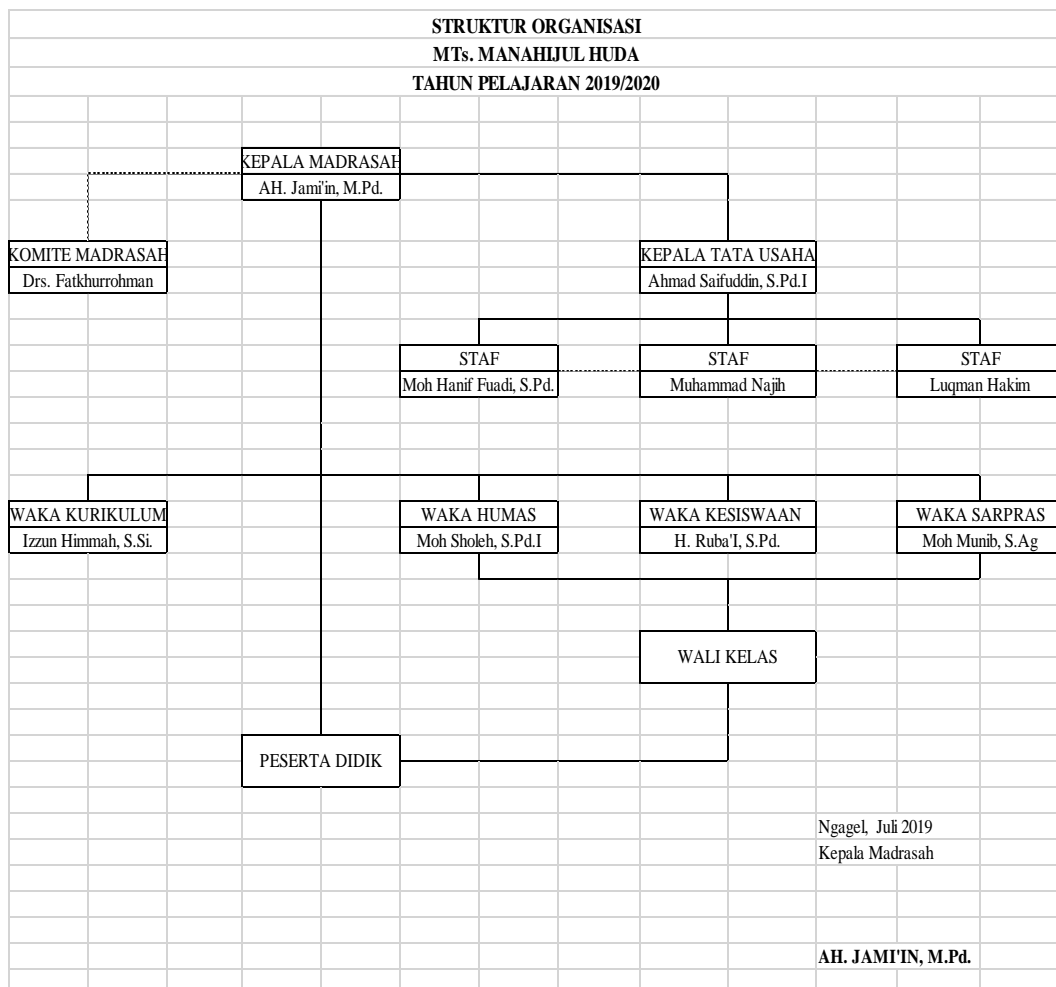 STRUKTUR ORGANISASI
MTs. MANAHIJUL HUDA
TAHUN PELAJARAN 2019/2020
KEPALA MADRASAH
AH. Jami'in, M.Pd.
KOMITE MADRASAH
Drs. Fatkhurrohman
KEPALA TATA USAHA
Ahmad Saifuddin, S.Pd.I
STAF
Moh Hanif Fuadi, S.Pd.
STAF
Muhammad Najih
STAF
Luqman Hakim
WAKA KURIKULUM
Izzun Himmah, S.Si.
WAKA HUMAS
Moh Sholeh, S.Pd.I
WAKA KESISWAAN
H. Ruba'I, S.Pd.
WAKA SARPRAS
Moh Munib, S.Ag
WALI KELAS
PESERTA DIDIK
Ngagel, Juli 2019
Kepala Madrasah
AH. JAMI'IN, M.Pd.